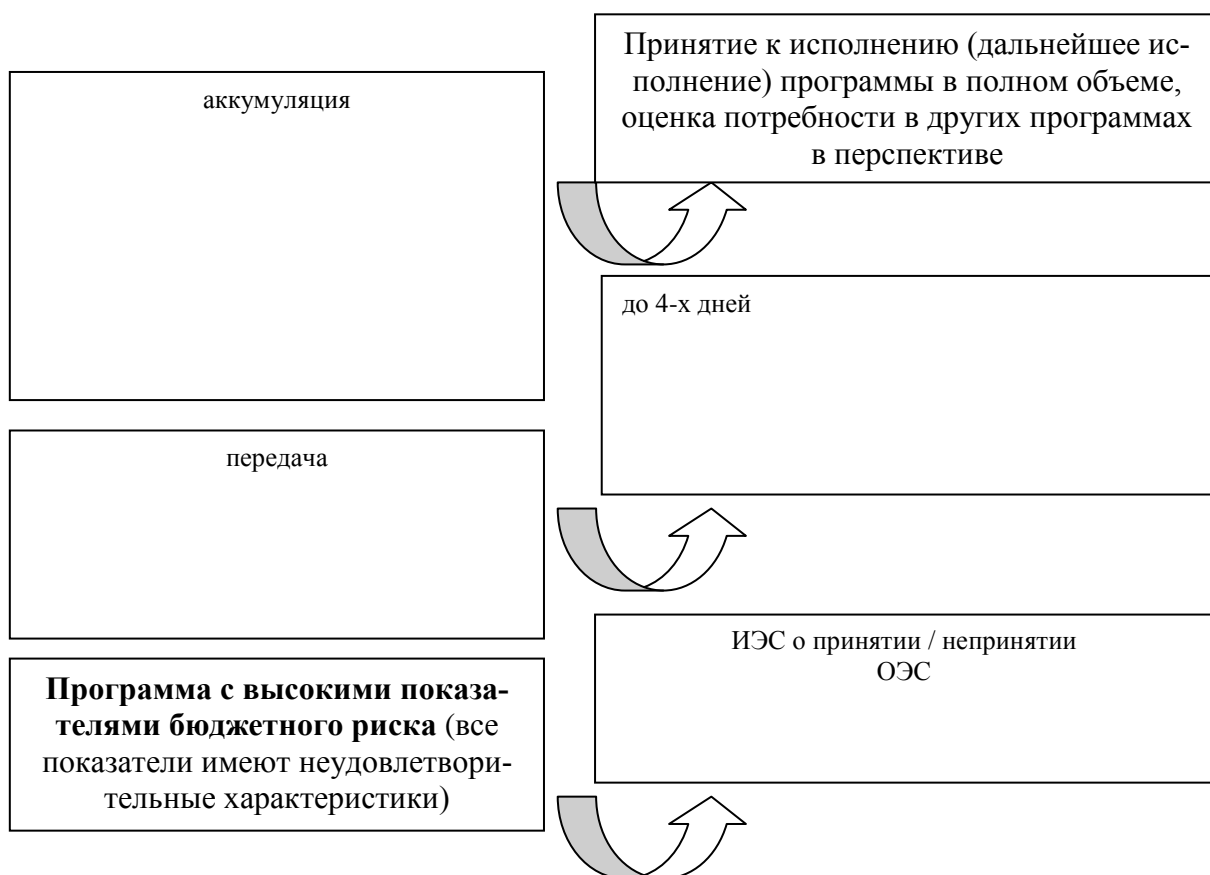 Принятие к исполнению (дальнейшее ис-
полнение) программы в полном объеме,
оценка потребности в других программах
в перспективе
аккумуляция
до 4-х дней
передача
ИЭС о принятии / непринятии
ОЭС
Программа с высокими показа-
телями бюджетного риска (все
показатели имеют неудовлетвори-
тельные характеристики)